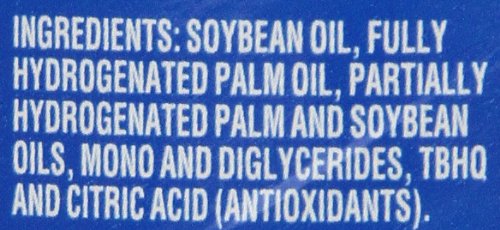 INGREDIENTS: SOYBEAN OIL, FULLY
HYDROGENATED PALM OIL, PARTIALLY
HYDROGENATED PALM AND SOYBEAN
OILS, MONO AND DIGLYCERIDES, TBHQ
AND CITRIC ACID (ANTIOXIDANTS).